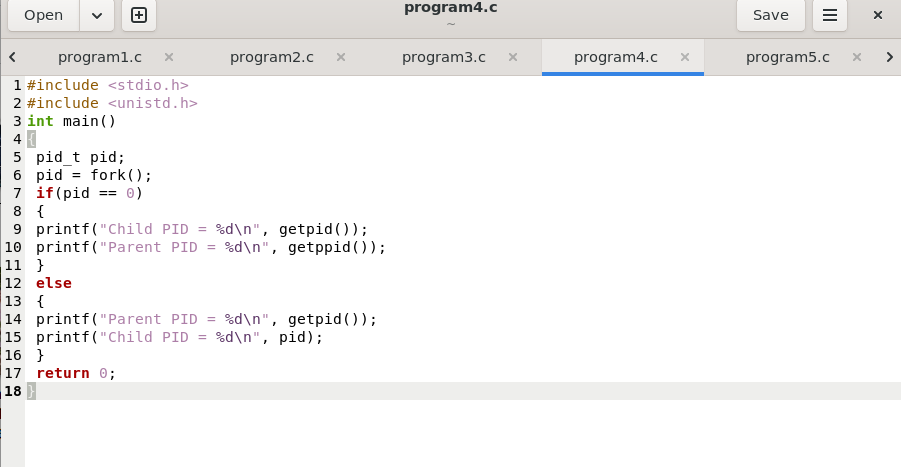 Open
program4.c
~
Save
program1.c
program2.c
program3.c
program4.c
program5.c
1 #include <stdio.h>
2 #include <unistd.h>
3 int main()
4 {
5 pid_t pid;
6 pid = fork();
7 if(pid == 0)
8 {
9 printf("Child PID = %d\n", getpid());
10 printf("Parent PID = %d\n", getppid());
11 }
12 else
13 {
14 printf("Parent PID = %d\n", getpid());
15 printf("Child PID = %d\n", pid);
16 }
17 return 0;
18 }